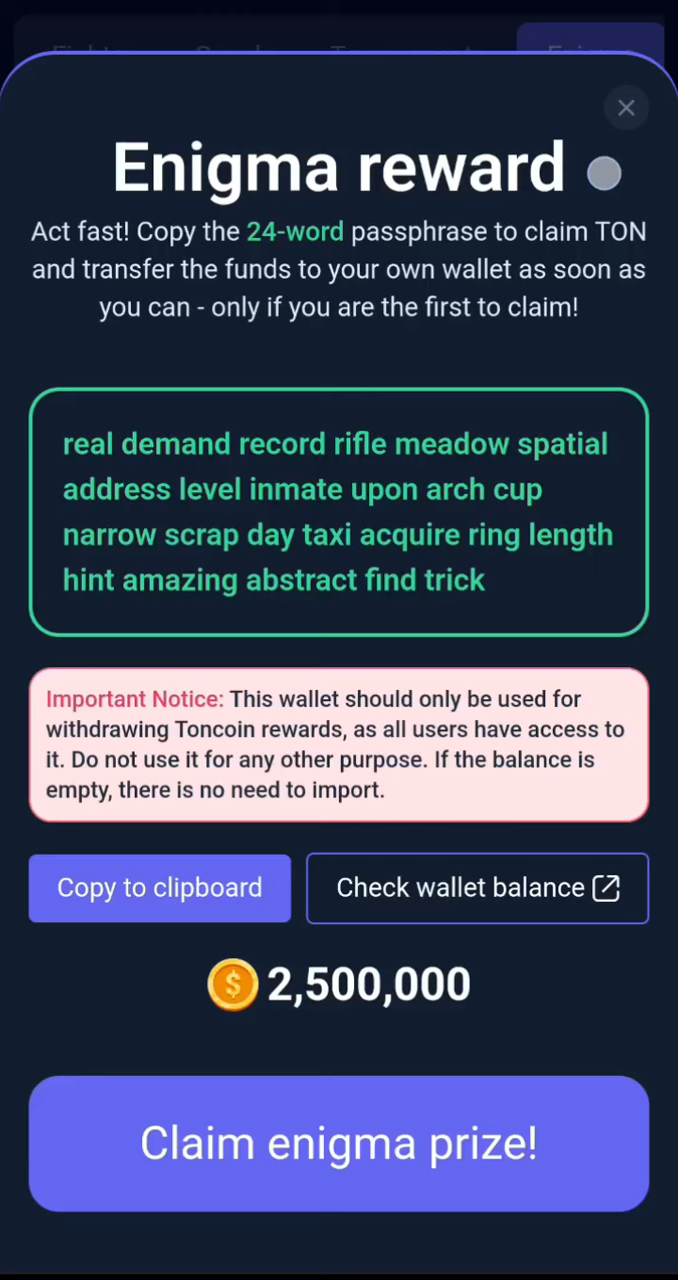 Enigma reward
Act fast! Copy the 24-word passphrase to claim TON
and transfer the funds to your own wallet as soon as
you can - only if you are the first to claim!
real demand record rifle meadow spatial
address level inmate upon arch cup
narrow scrap day taxi acquire ring length
hint amazing abstract find trick
Important Notice: This wallet should only be used for
withdrawing Toncoin rewards, as all users have access to
it. Do not use it for any other purpose. If the balance is
empty, there is no need to import.
Copy to clipboard
Check wallet balance
$ 2,500,000
Claim enigma prize!